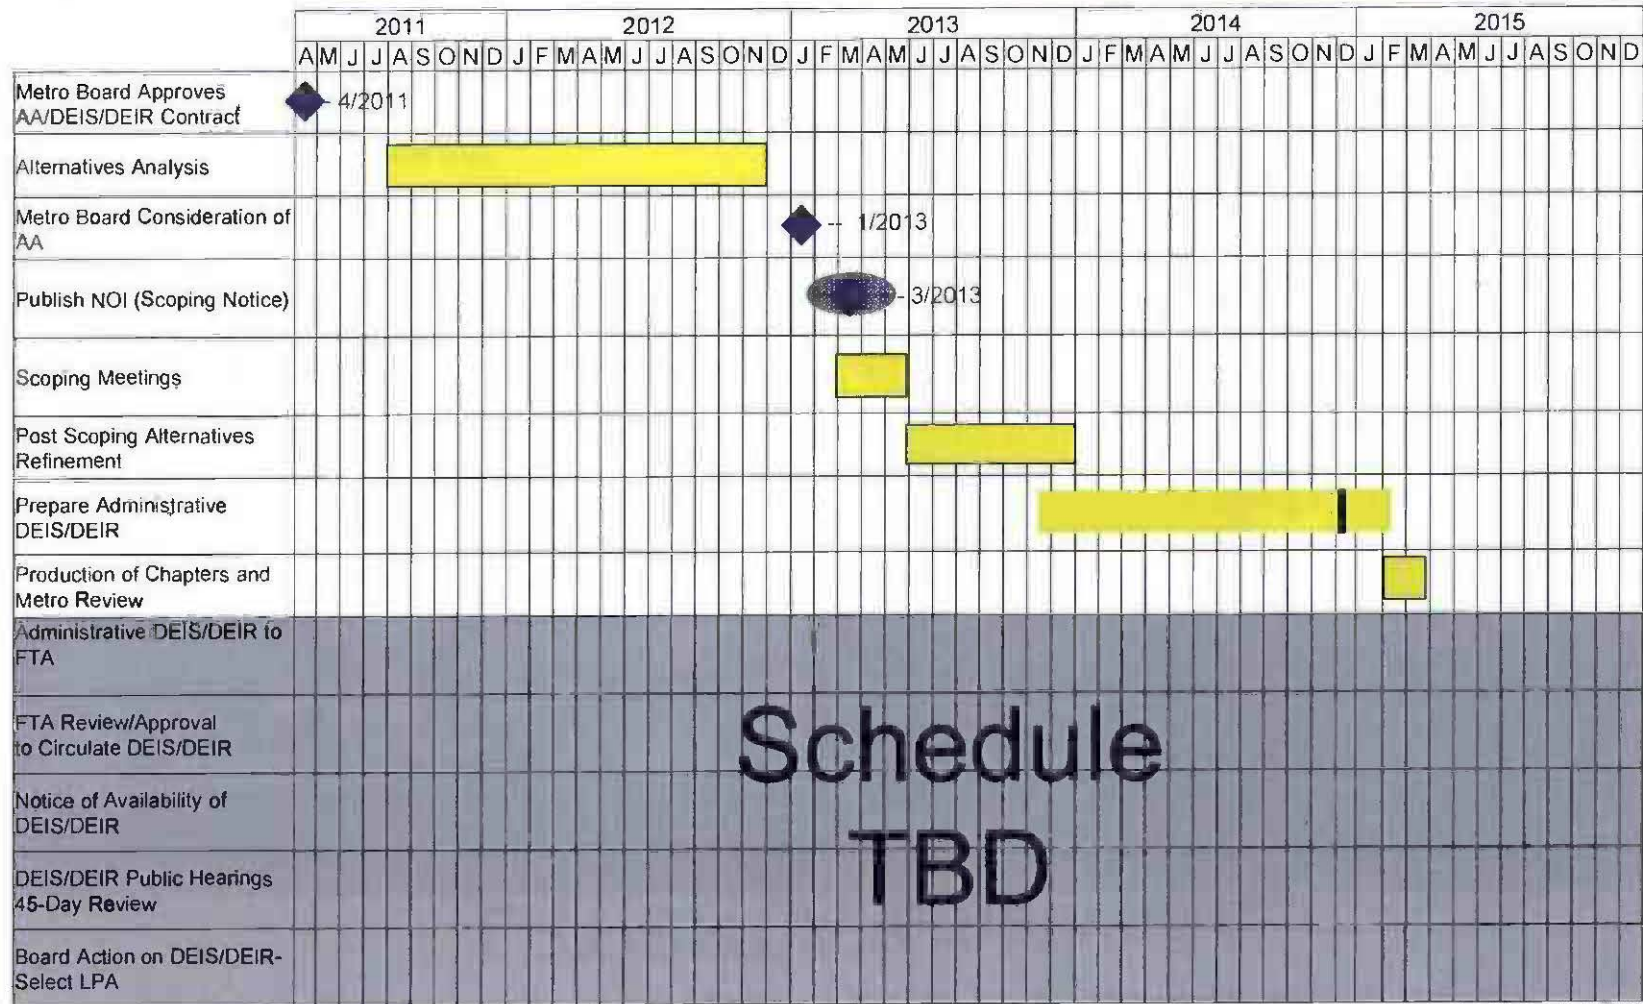 2011 2012 2013 2014 2015
A M J J A S O N D J F M A M J J A S O N D J F M A M J J A S O N D J F M A M J J A S O N D J F M A M J J A S O N D
Metro Board Approves
AA/DEIS/DEIR Contract
- 4/2011
Alternatives Analysis
Metro Board Consideration of
AA
-- 1/2013
Publish NOI (Scoping Notice)
- 3/2013
Scoping Meetings
Post Scoping Alternatives
Refinement
Prepare Administrative
DEIS/DEIR
Production of Chapters and
Metro Review
Administrative DEIS/DEIR to
FTA
FTA Review/Approval
to Circulate DEIS/DEIR
Notice of Availability of
DEIS/DEIR
DEIS/DEIR Public Hearings
45-Day Review
Board Action on DEIS/DEIR-
Select LPA
Schedule
TBD